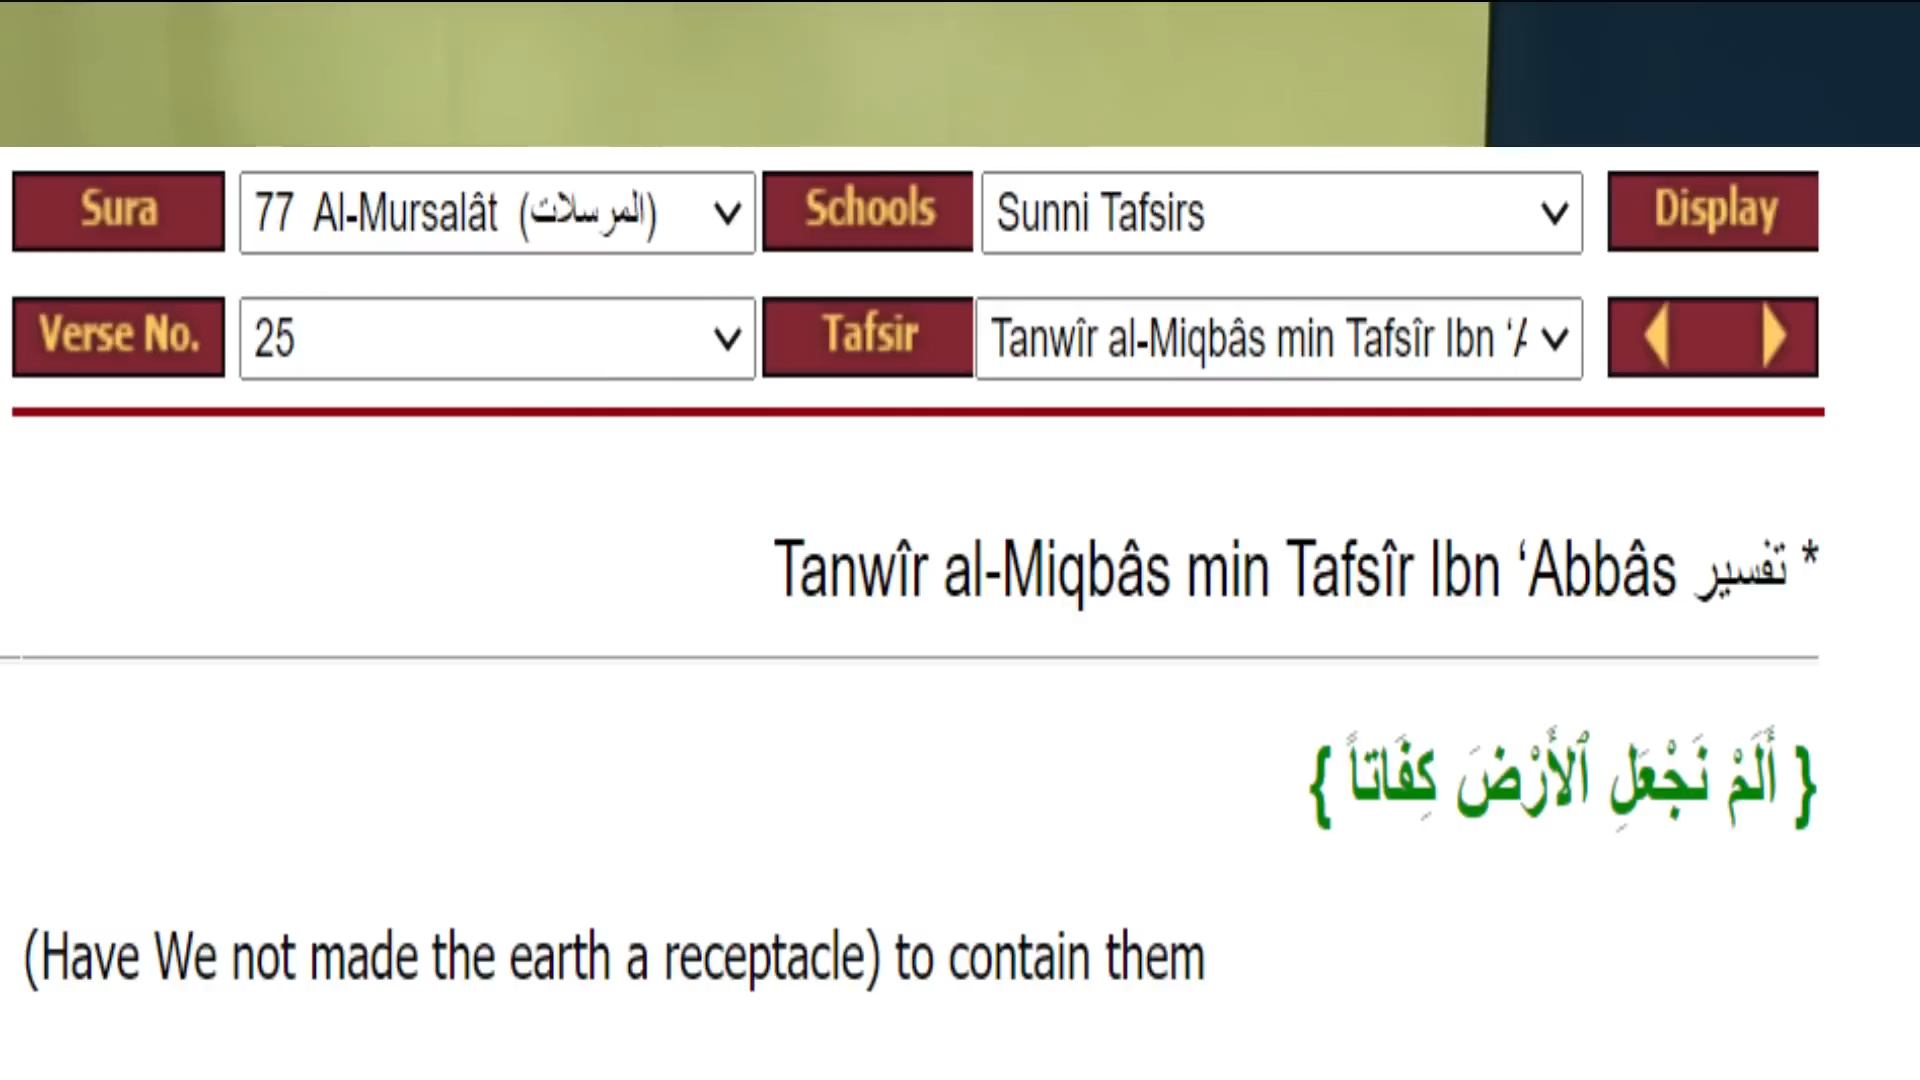 Sura 77 Al-Mursalât (المرسلات) Schools Sunni Tafsirs Display
Verse No. 25 Tafsir Tanwîr al-Miqbâs min Tafsîr Ibn ‘A
* تفسير Tanwîr al-Miqbâs min Tafsîr Ibn ‘Abbâs
{ أَلَمْ نَجْعَلِ ٱلأَرْضَ كِفَاتاً }
(Have We not made the earth a receptacle) to contain them